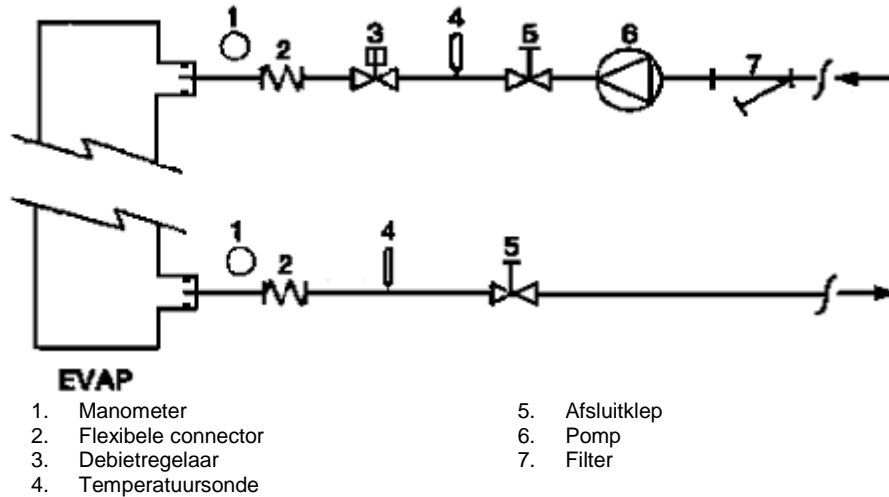 1 2 3 4 5 6 7
1 2 4 5
EVAP
1. Manometer
2. Flexibele connector
3. Debietregelaar
4. Temperatuursonde
5. Afsluitklep
6. Pomp
7. Filter